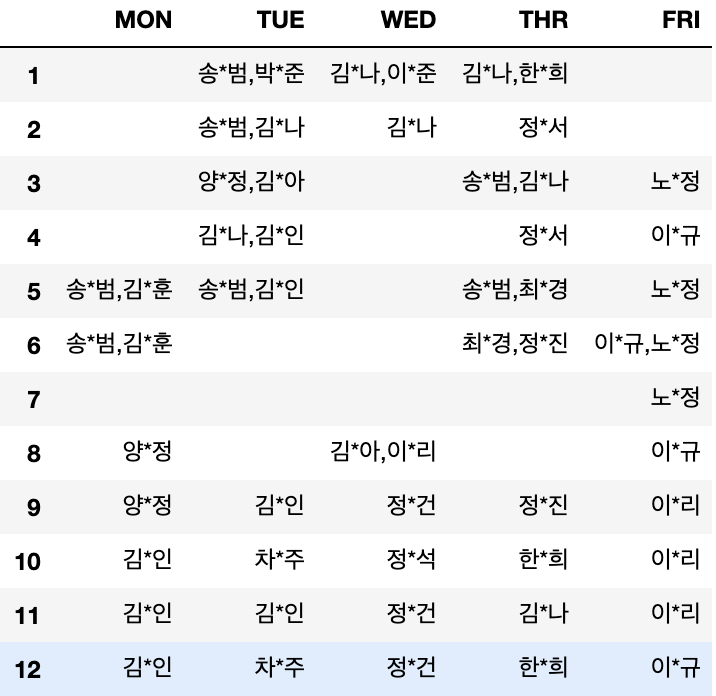 MON TUE WED THR FRI
1 송*범,박*준 김*나,이*준 김*나,한*희
2 송*범,김*나 김*나 정*서
3 양*정,김*아 송*범,김*나 노*정
4 김*나,김*인 정*서 이*규
5 송*범,김*훈 송*범,김*인 송*범,최*경 노*정
6 송*범,김*훈 최*경,정*진 이*규,노*정
7 노*정
8 양*정 김*아,이*리 이*규
9 양*정 김*인 정*건 정*진 이*리
10 김*인 차*주 정*석 한*희 이*리
11 김*인 김*인 정*건 김*나 이*리
12 김*인 차*주 정*건 한*희 이*규